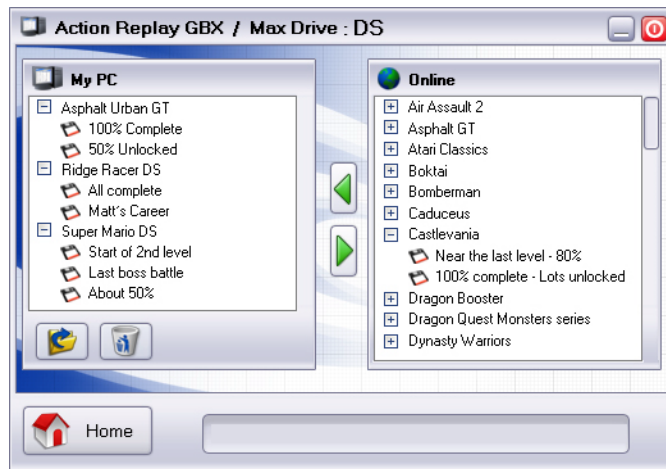 Action Replay GBX / Max Drive : DS
My PC
Asphalt Urban GT
100% Complete
50% Unlocked
Ridge Racer DS
All complete
Matt's Career
Super Mario DS
Start of 2nd level
Last boss battle
About 50%
Online
Air Assault 2
Asphalt GT
Atari Classics
Boktai
Bomberman
Caduceus
Castlevania
Near the last level - 80%
100% complete - Lots unlocked
Dragon Booster
Dragon Quest Monsters series
Dynasty Warriors
Home